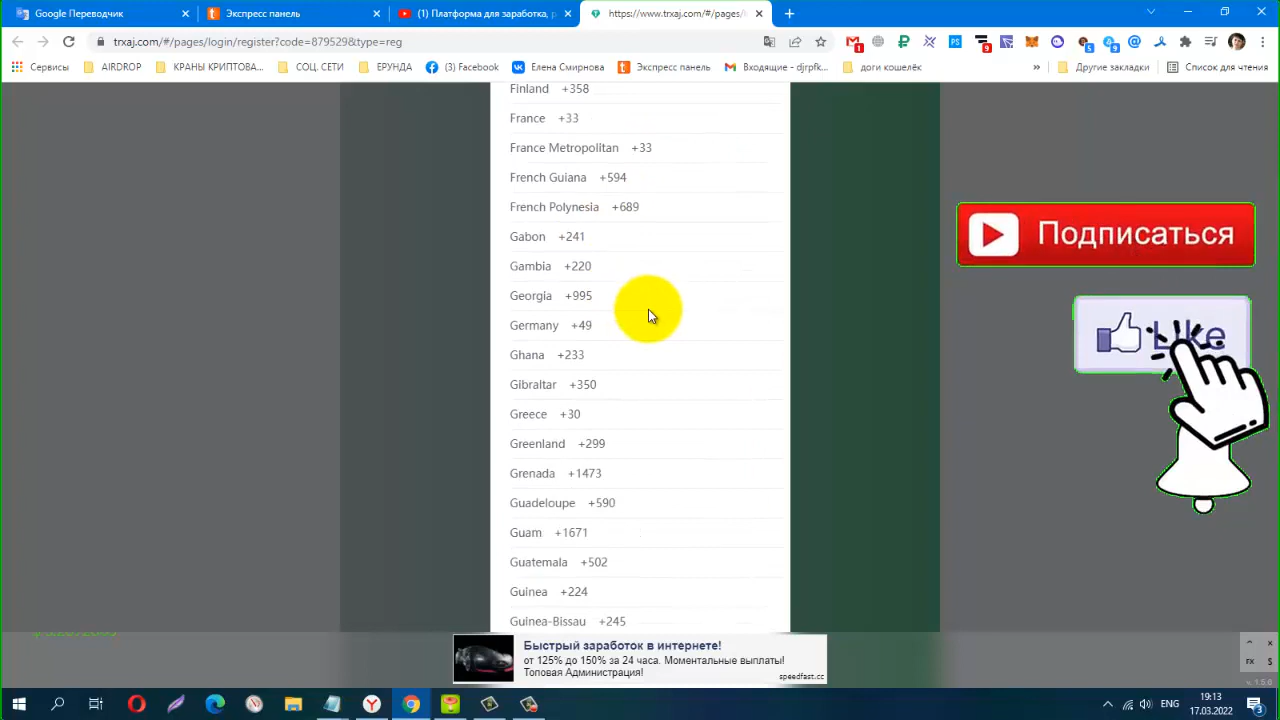 Google Переводчик
Экспресс панель
(1) Платформа для заработка, р
https://www.trxaj.com/#/pages/l
trxaj.com/#/pages/login/register?code=879529&type=reg
Сервисы
AIRDROP
КРАНЫ КРИПТОВА...
СОЦ. СЕТИ
ЕРУНДА
(3) Facebook
Елена Смирнова
Экспресс панель
Входящие - djrpfk...
доги кошелёк
»
Другие закладки
Список для чтения
Finland +358
France +33
France Metropolitan +33
French Guiana +594
French Polynesia +689
Gabon +241
Gambia +220
Georgia +995
Germany +49
Ghana +233
Gibraltar +350
Greece +30
Greenland +299
Grenada +1473
Guadeloupe +590
Guam +1671
Guatemala +502
Guinea +224
Guinea-Bissau +245
Подписаться
Like
Быстрый заработок в интернете!
от 125% до 150% за 24 часа. Моментальные выплаты!
Топовая Администрация!
speedfast.cc
FX $
v. 1.5.6
ENG
19:13
17.03.2022